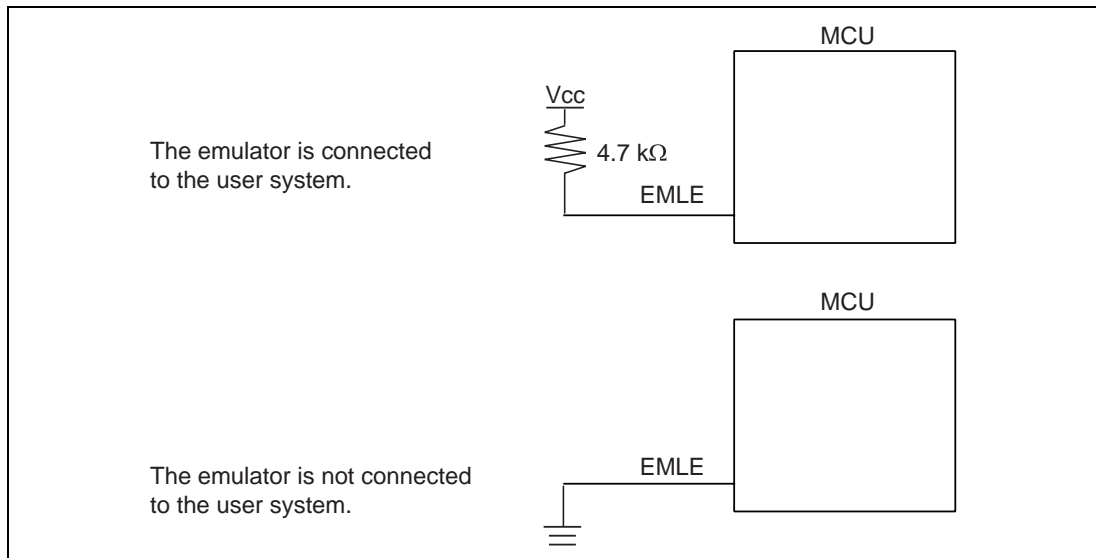 MCU
Vcc
The emulator is connected
to the user system.
4.7 kΩ
EMLE
MCU
EMLE
The emulator is not connected
to the user system.